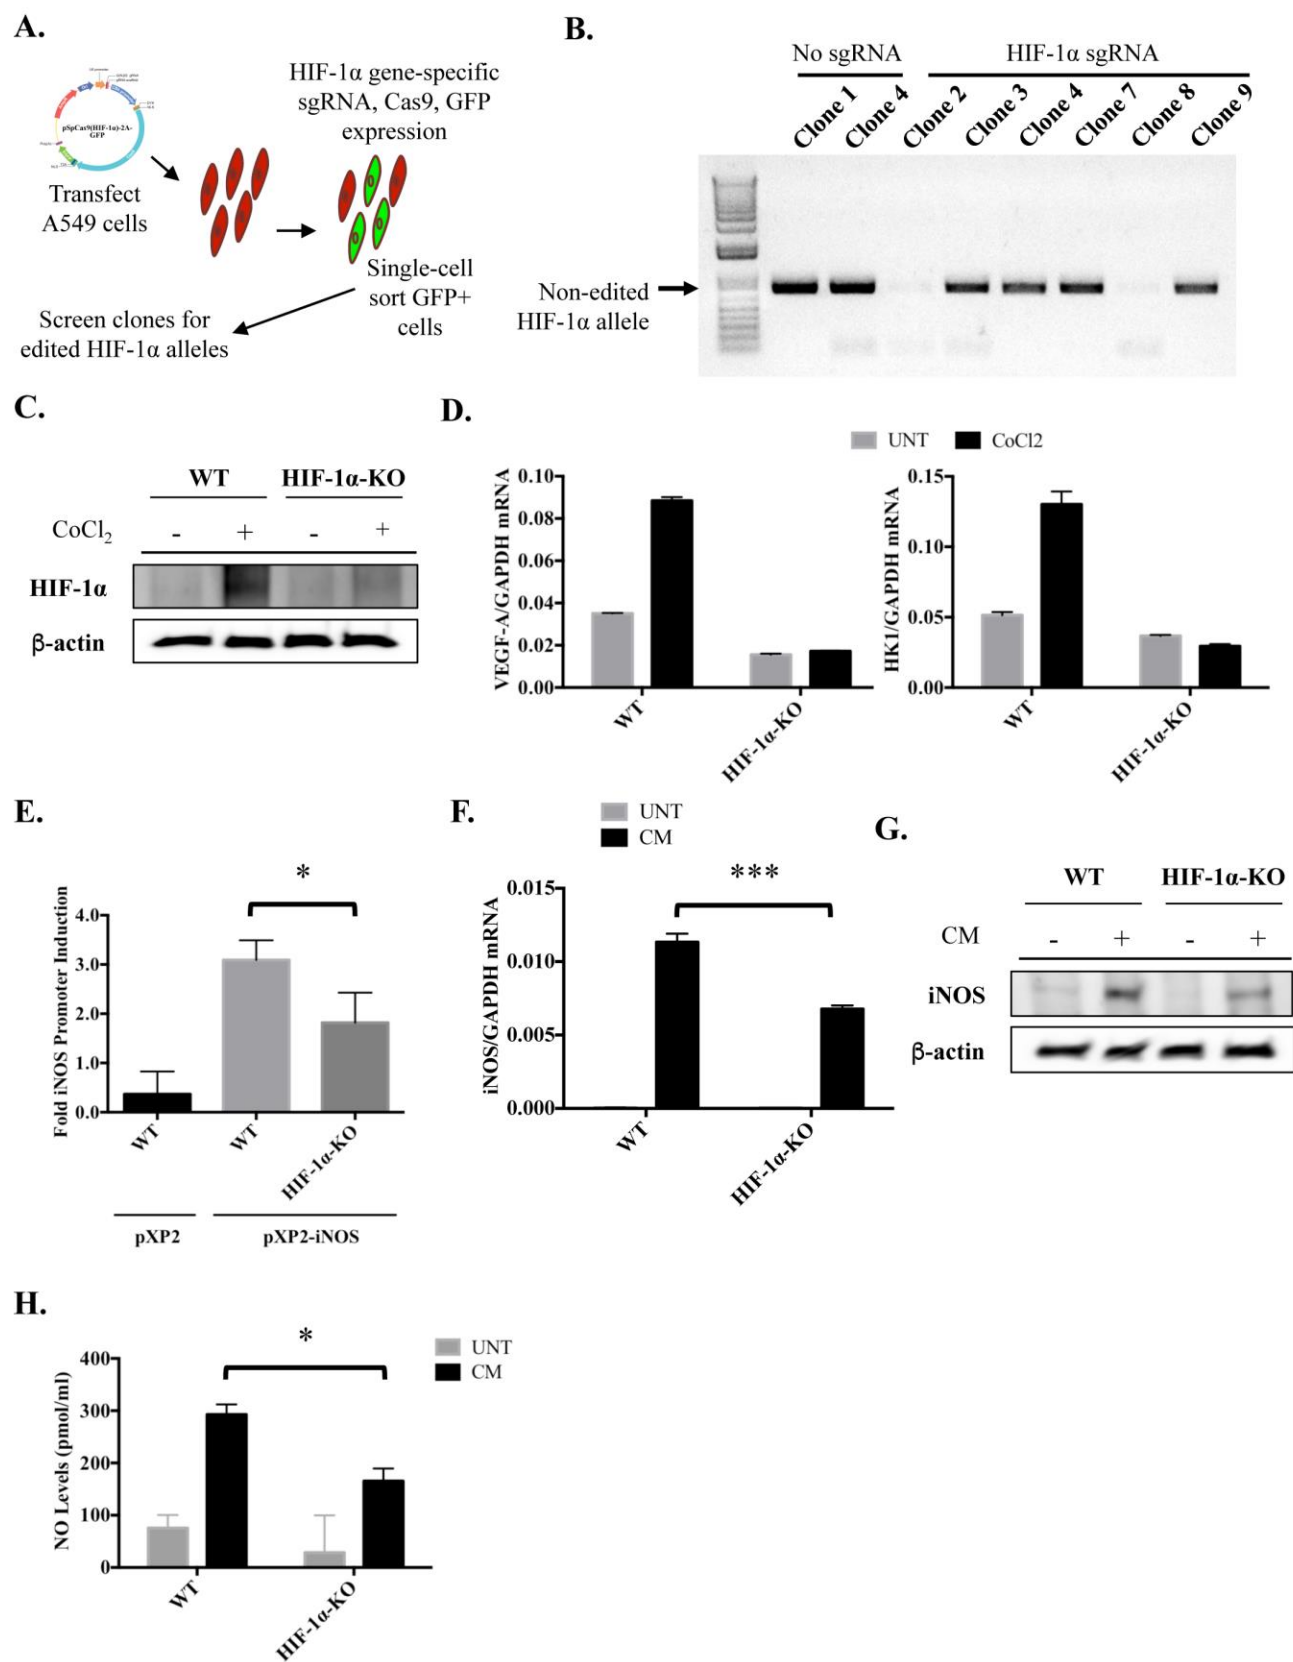 A.
pSpCas9(HIF-1α)-2A-
GFP
Transfect
A549 cells
HIF-1α gene-specific
sgRNA, Cas9, GFP
expression
Single-cell
sort GFP+
cells
Screen clones for
edited HIF-1α alleles
B.
No sgRNA
HIF-1α sgRNA
Clone 1
Clone 4
Clone 2
Clone 3
Clone 4
Clone 7
Clone 8
Clone 9
Non-edited
HIF-1α allele
C.
WT
HIF-1α-KO
CoCl2
- + - +
HIF-1α
β-actin
D.
UNT
CoCl2
VEGF-A/GAPDH mRNA
0.10
0.08
0.06
0.04
0.02
0.00
WT
HIF-1α-KO
HK1/GAPDH mRNA
0.15
0.10
0.05
0.00
WT
HIF-1α-KO
E.
Fold iNOS Promoter Induction
*
4.0
3.0
2.0
1.0
0.0
WT
WT
HIF-1α-KO
pXP2
pXP2-iNOS
F.
UNT
CM
iNOS/GAPDH mRNA
***
0.015
0.010
0.005
0.000
WT
HIF-1α-KO
G.
WT
HIF-1α-KO
CM
- + - +
iNOS
β-actin
H.
UNT
CM
NO Levels (pmol/ml)
*
400
300
200
100
0
WT
HIF-1α-KO